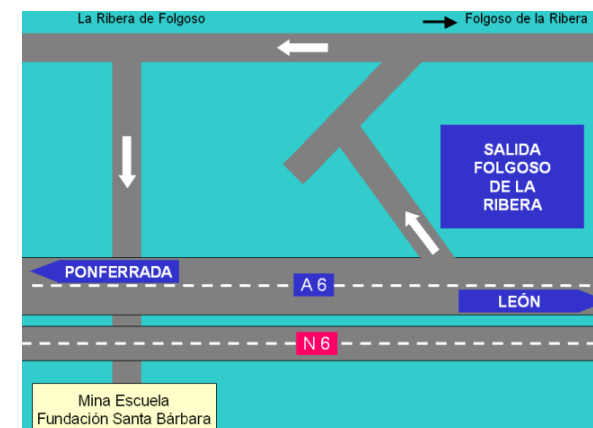 La Ribera de Folgoso
Folgoso de la Ribera
SALIDA
FOLGOSO
DE LA
RIBERA
PONFERRADA
A 6
LEÓN
N 6
Mina Escuela
Fundación Santa Bárbara